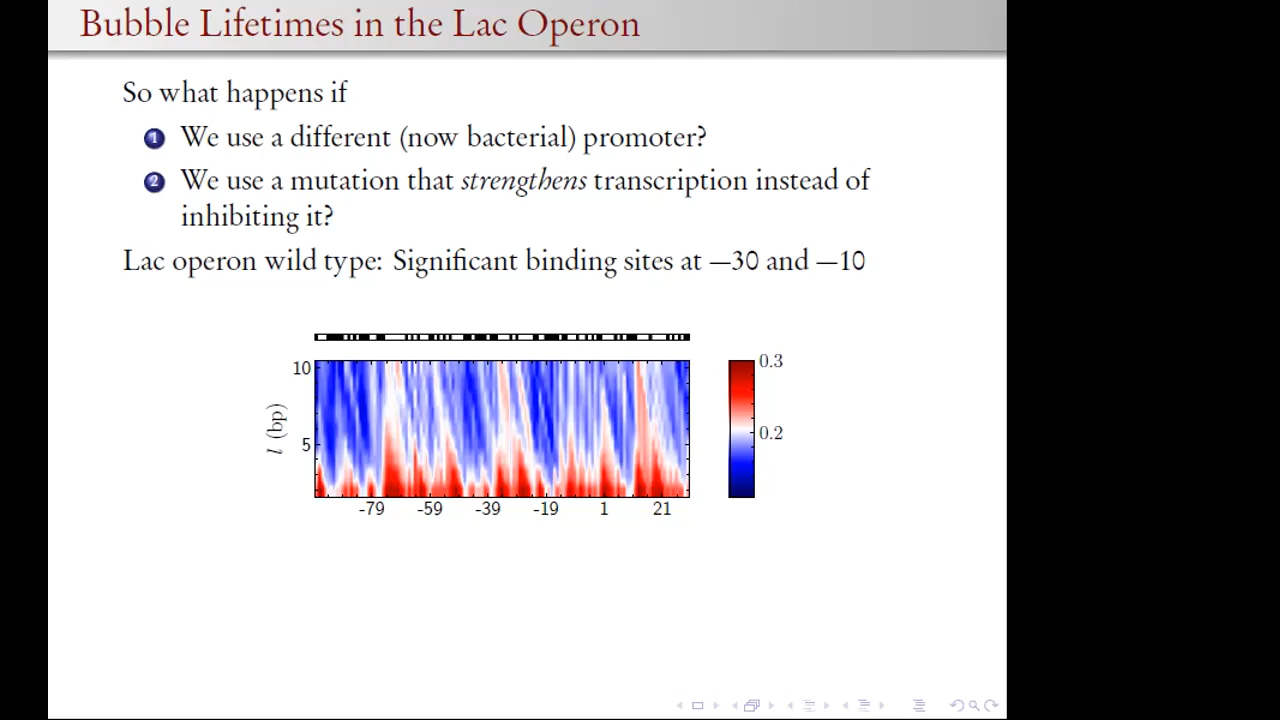 Bubble Lifetimes in the Lac Operon
So what happens if
1 We use a different (now bacterial) promoter?
2 We use a mutation that strengthens transcription instead of
inhibiting it?
Lac operon wild type: Significant binding sites at −30 and −10
10
5
l (bp)
-79 -59 -39 -19 1 21
0.3
0.2